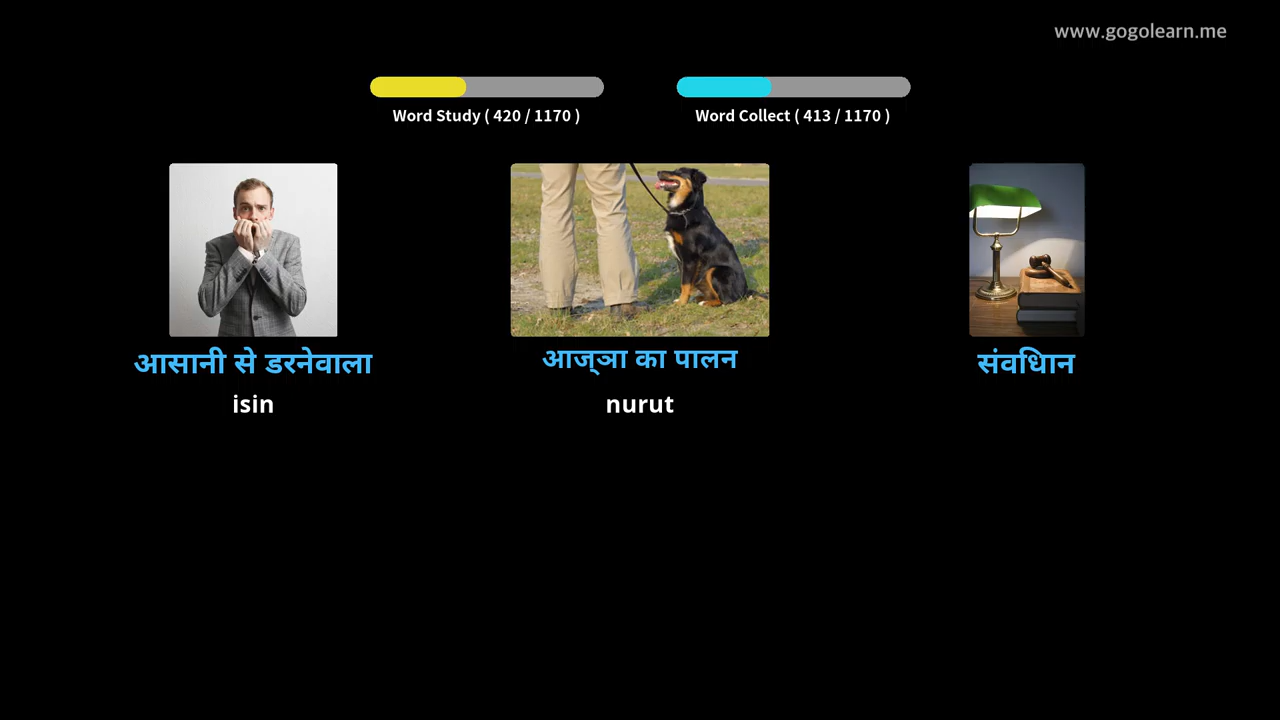 www.gogolearn.me
Word Study ( 420 / 1170 )
Word Collect ( 413 / 1170 )
आसानी से डरनेवाला
आज्ञा का पालन
संवधिान
isin
nurut